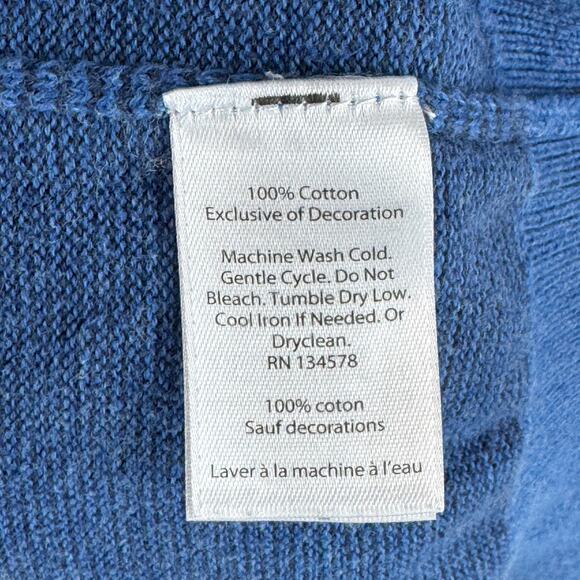 100% Cotton
Exclusive of Decoration
Machine Wash Cold.
Gentle Cycle. Do Not
Bleach. Tumble Dry Low.
Cool Iron If Needed. Or
Dryclean.
RN 134578
100% coton
Sauf decorations
Laver à la machine à l'eau